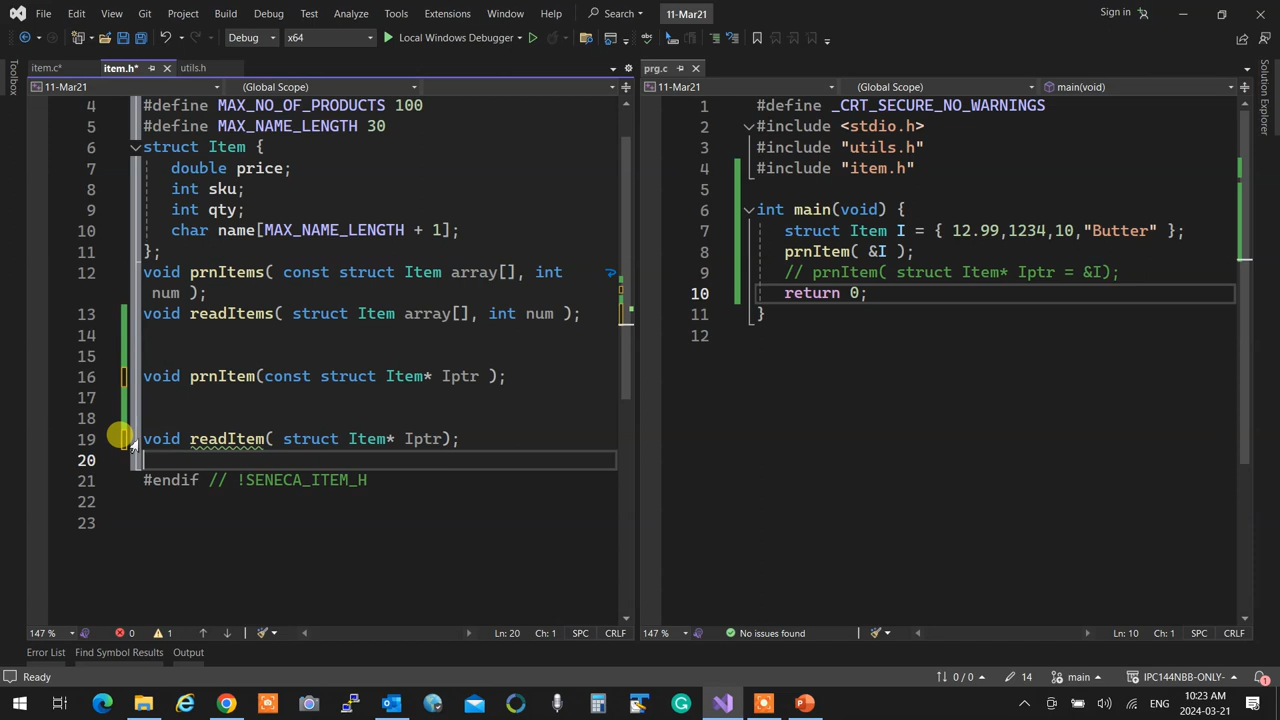 File Edit View Git Project Build Debug Test Analyze Tools Extensions Window Help Search 11-Mar21 Sign in
Debug x64 Local Windows Debugger
item.c* item.h* utils.h prg.c
11-Mar21 (Global Scope) 11-Mar21 (Global Scope) main(void)
Toolbox
Solution Explorer
4 #define MAX_NO_OF_PRODUCTS 100
5 #define MAX_NAME_LENGTH 30
6 struct Item {
7 double price;
8 int sku;
9 int qty;
10 char name[MAX_NAME_LENGTH + 1];
11 };
12 void prnItems( const struct Item array[], int
num );
13 void readItems( struct Item array[], int num );
14
15
16 void prnItem(const struct Item* Iptr );
17
18
19 void readItem( struct Item* Iptr);
20
21 #endif // !SENECA_ITEM_H
22
23
1 #define _CRT_SECURE_NO_WARNINGS
2 #include <stdio.h>
3 #include "utils.h"
4 #include "item.h"
5
6 int main(void) {
7 struct Item I = { 12.99,1234,10,"Butter" };
8 prnItem( &I );
9 // prnItem( struct Item* Iptr = &I);
10 return 0;
11 }
12
147 % 0 1 Ln: 20 Ch: 1 SPC CRLF
147 % No issues found Ln: 10 Ch: 1 SPC CRLF
Error List Find Symbol Results Output
Ready 0 / 0 14 main IPC144NBB-ONLY- 1
ENG 10:23 AM
2024-03-21